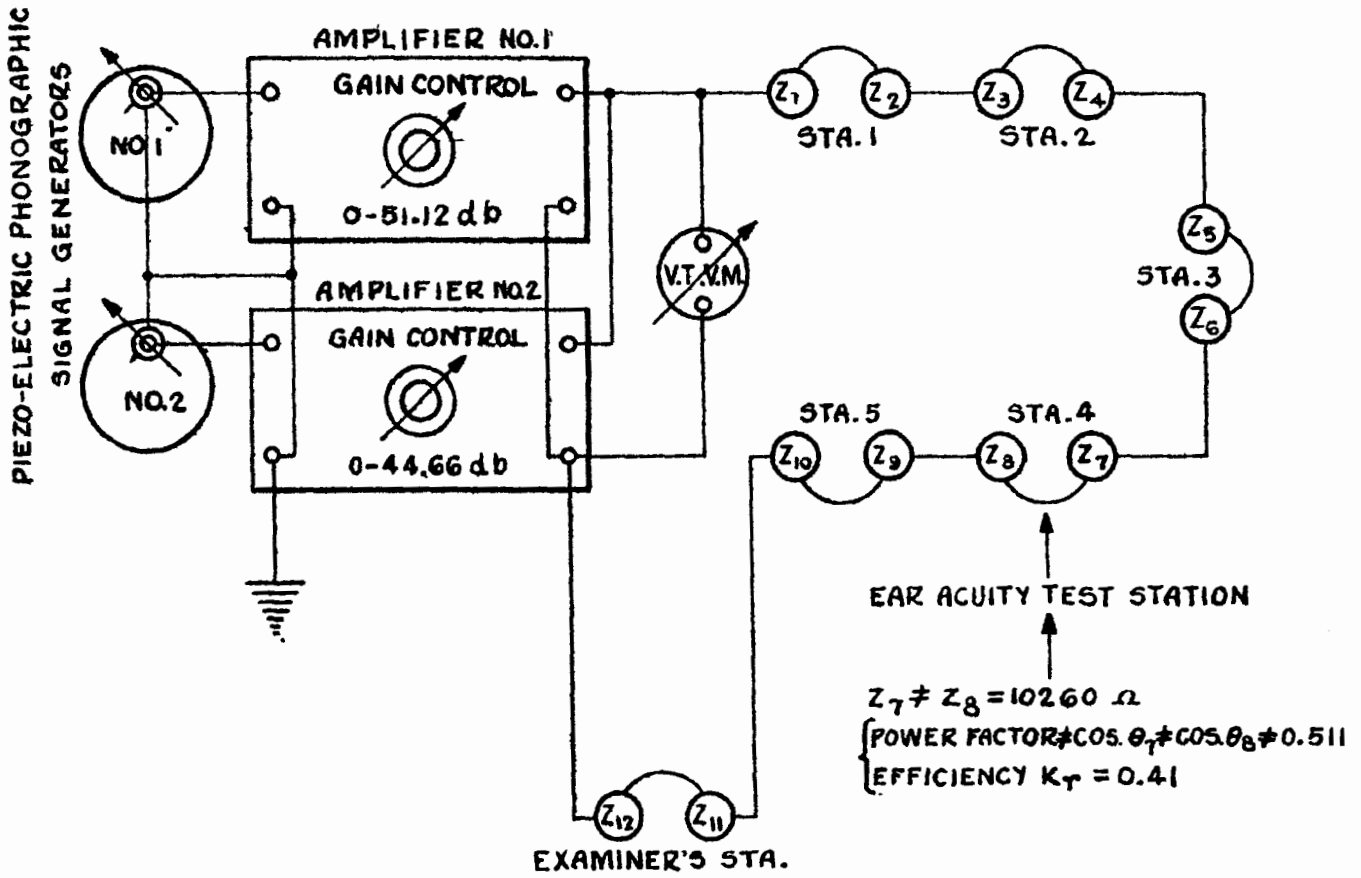 PIEZO-ELECTRIC PHONOGRAPHIC
SIGNAL GENERATORS
AMPLIFIER NO.1
GAIN CONTROL
0-51.12 db
NO.1
AMPLIFIER NO.2
GAIN CONTROL
0-44.66 db
NO.2
V.T.V.M.
Z1
Z2
STA.1
Z3
Z4
STA.2
Z5
STA.3
Z6
STA.5
STA.4
Z10
Z9
Z8
Z7
EAR ACUITY TEST STATION
Z7 ≠ Z8 = 10260 Ω
POWER FACTOR≠COS. θ7≠COS.θ8≠0.511
EFFICIENCY KT = 0.41
Z12
Z11
EXAMINER'S STA.